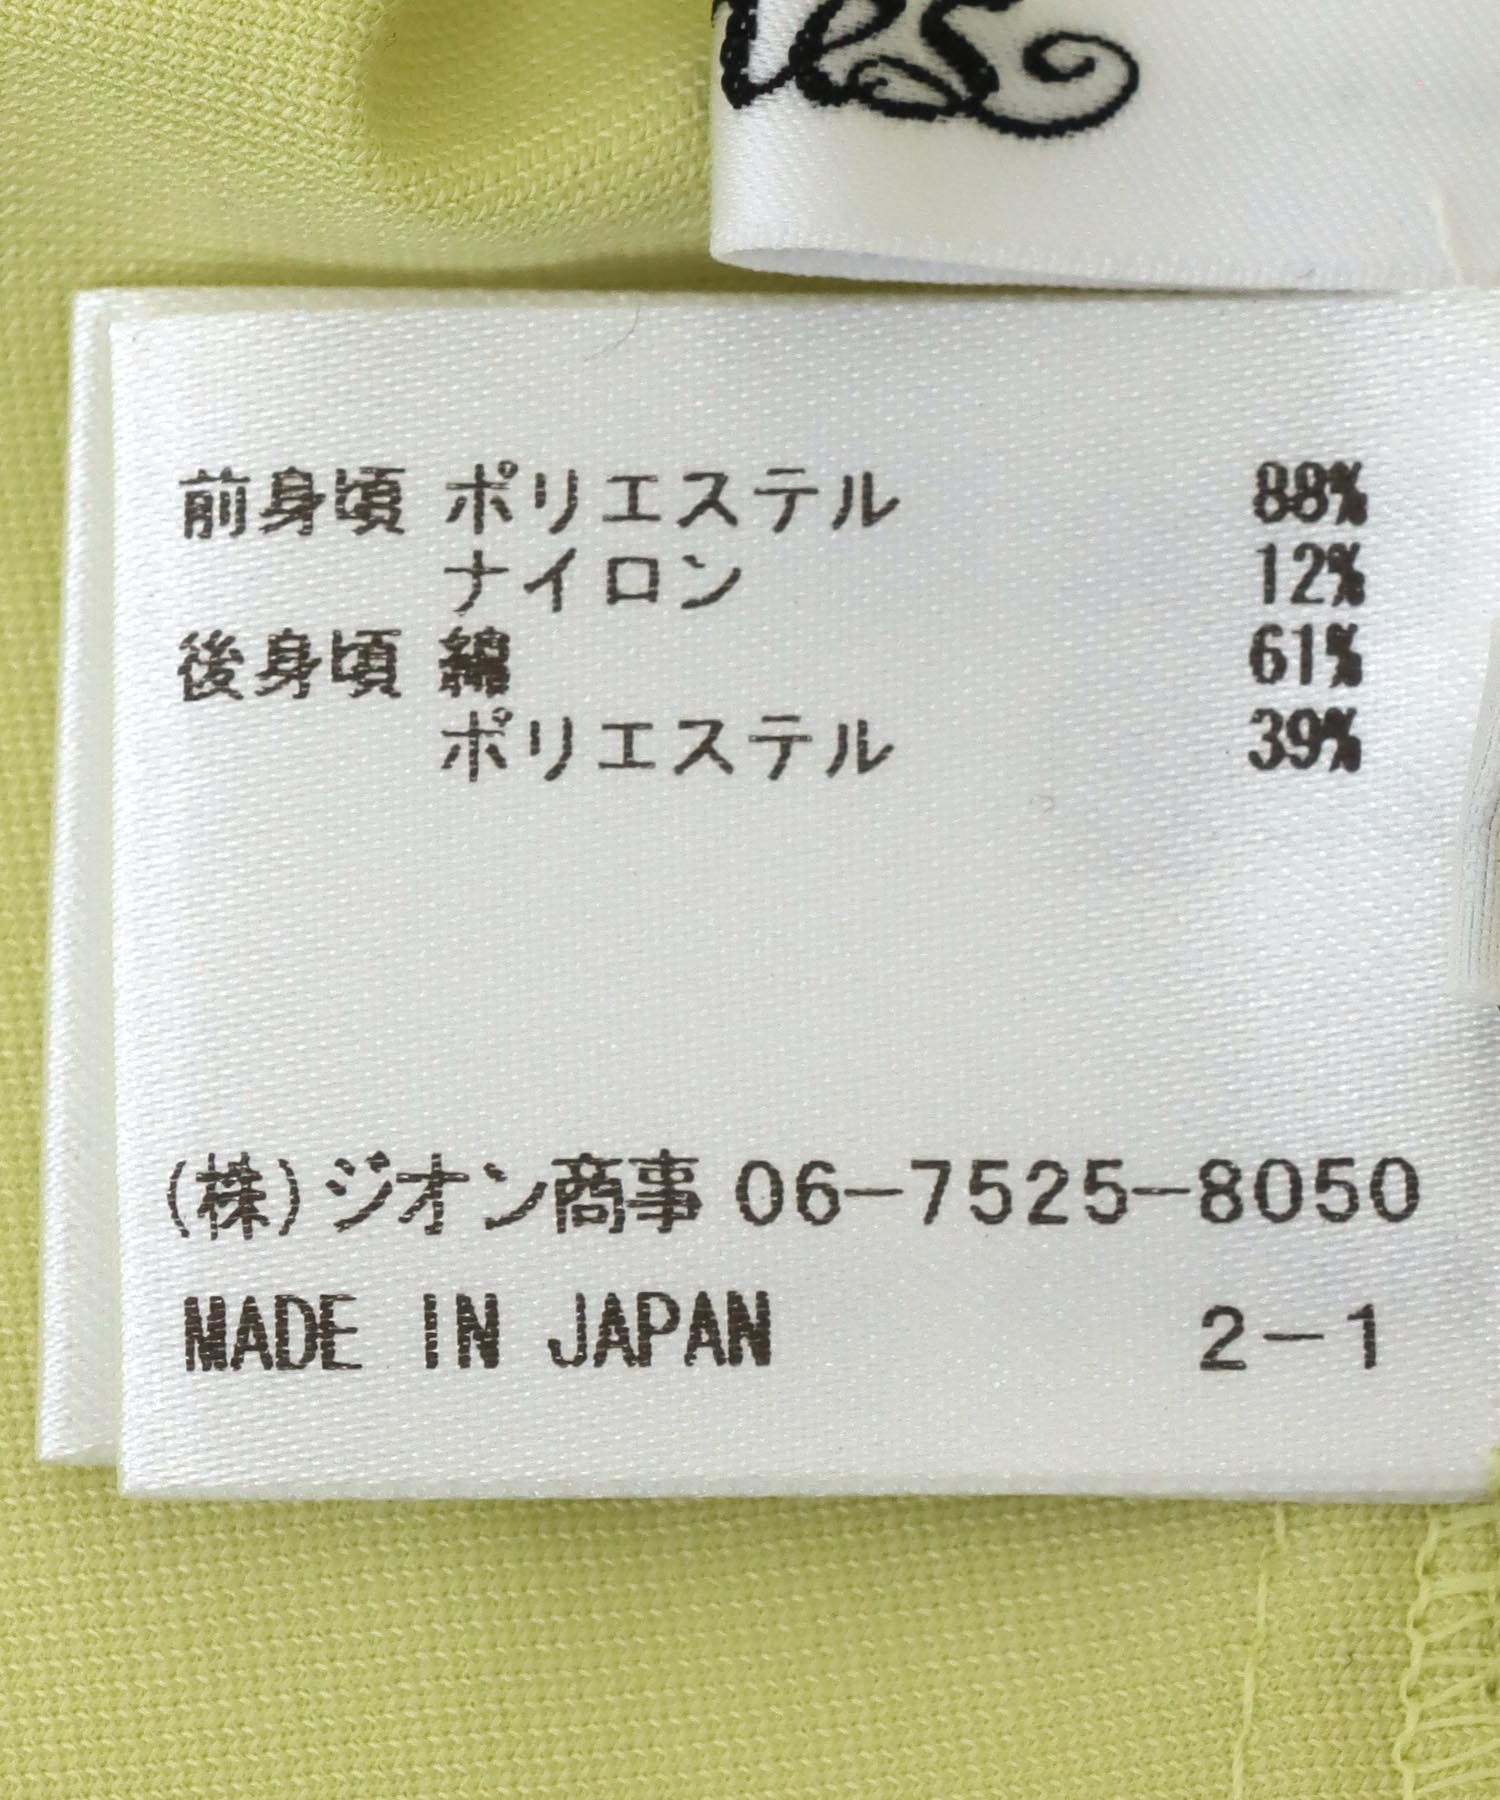 前身頃 ポリエステル 88%
ナイロン 12%
後身頃 綿 61%
ポリエステル 39%
(株)ジオン商事 06-7525-8050
MADE IN JAPAN 2-1